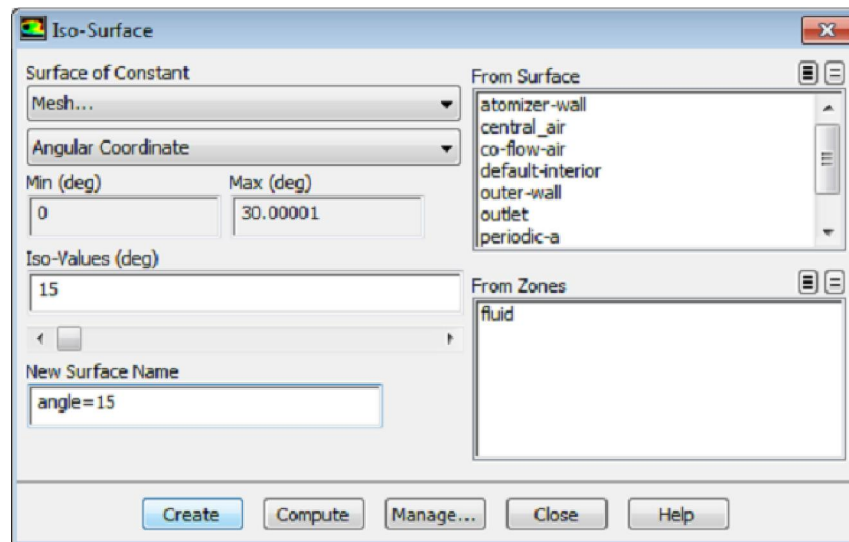 Iso-Surface
Surface of Constant
Mesh...
Angular Coordinate
Min (deg)
Max (deg)
0
30.00001
Iso-Values (deg)
15
New Surface Name
angle=15
From Surface
atomizer-wall
central_air
co-flow-air
default-interior
outer-wall
outlet
periodic-a
From Zones
fluid
Create
Compute
Manage...
Close
Help